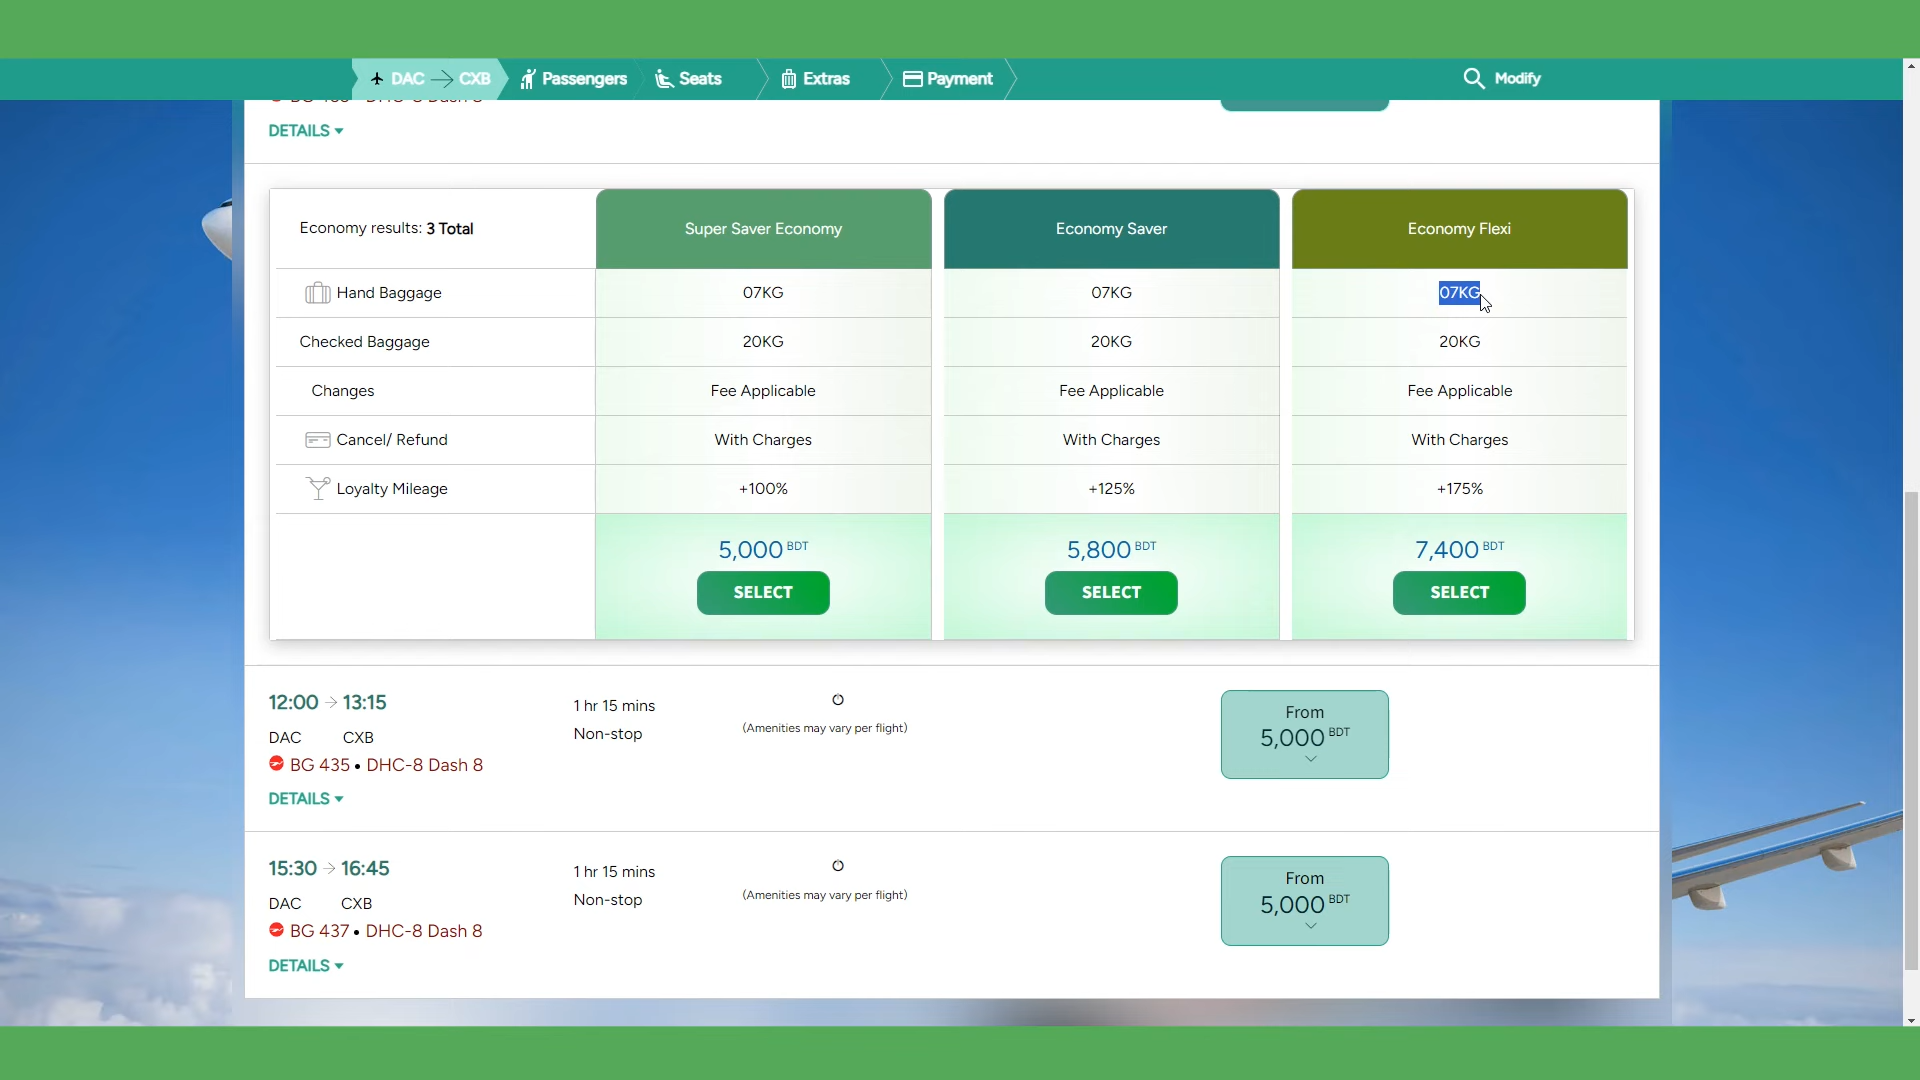 DAC → CXB Passengers Seats Extras Payment Modify
DETAILS
Economy results: 3 Total Super Saver Economy Economy Saver Economy Flexi
Hand Baggage 07KG 07KG 07KG
Checked Baggage 20KG 20KG 20KG
Changes Fee Applicable Fee Applicable Fee Applicable
Cancel/ Refund With Charges With Charges With Charges
Loyalty Mileage +100% +125% +175%
5,000 BDT 5,800 BDT 7,400 BDT
SELECT SELECT SELECT
12:00 → 13:15 1 hr 15 mins From
DAC CXB Non-stop (Amenities may vary per flight) 5,000 BDT
BG 435 • DHC-8 Dash 8
DETAILS
15:30 → 16:45 1 hr 15 mins From
DAC CXB Non-stop (Amenities may vary per flight) 5,000 BDT
BG 437 • DHC-8 Dash 8
DETAILS